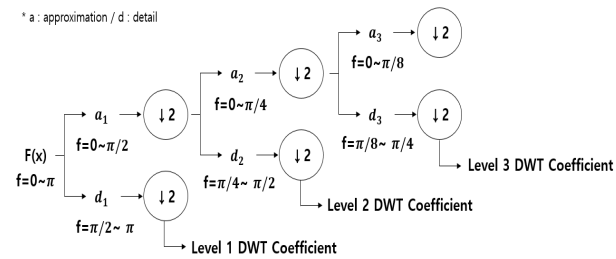 * a : approximation / d : detail
a₃ ↓2
f=0~π/8
a₂ ↓2
f=0~π/4
a₁ ↓2
f=0~π/2
d₃ ↓2
f=π/8~ π/4
F(x)
f=0~π
d₂ ↓2
f=π/4~ π/2
Level 3 DWT Coefficient
d₁ ↓2
f=π/2~ π
Level 2 DWT Coefficient
Level 1 DWT Coefficient